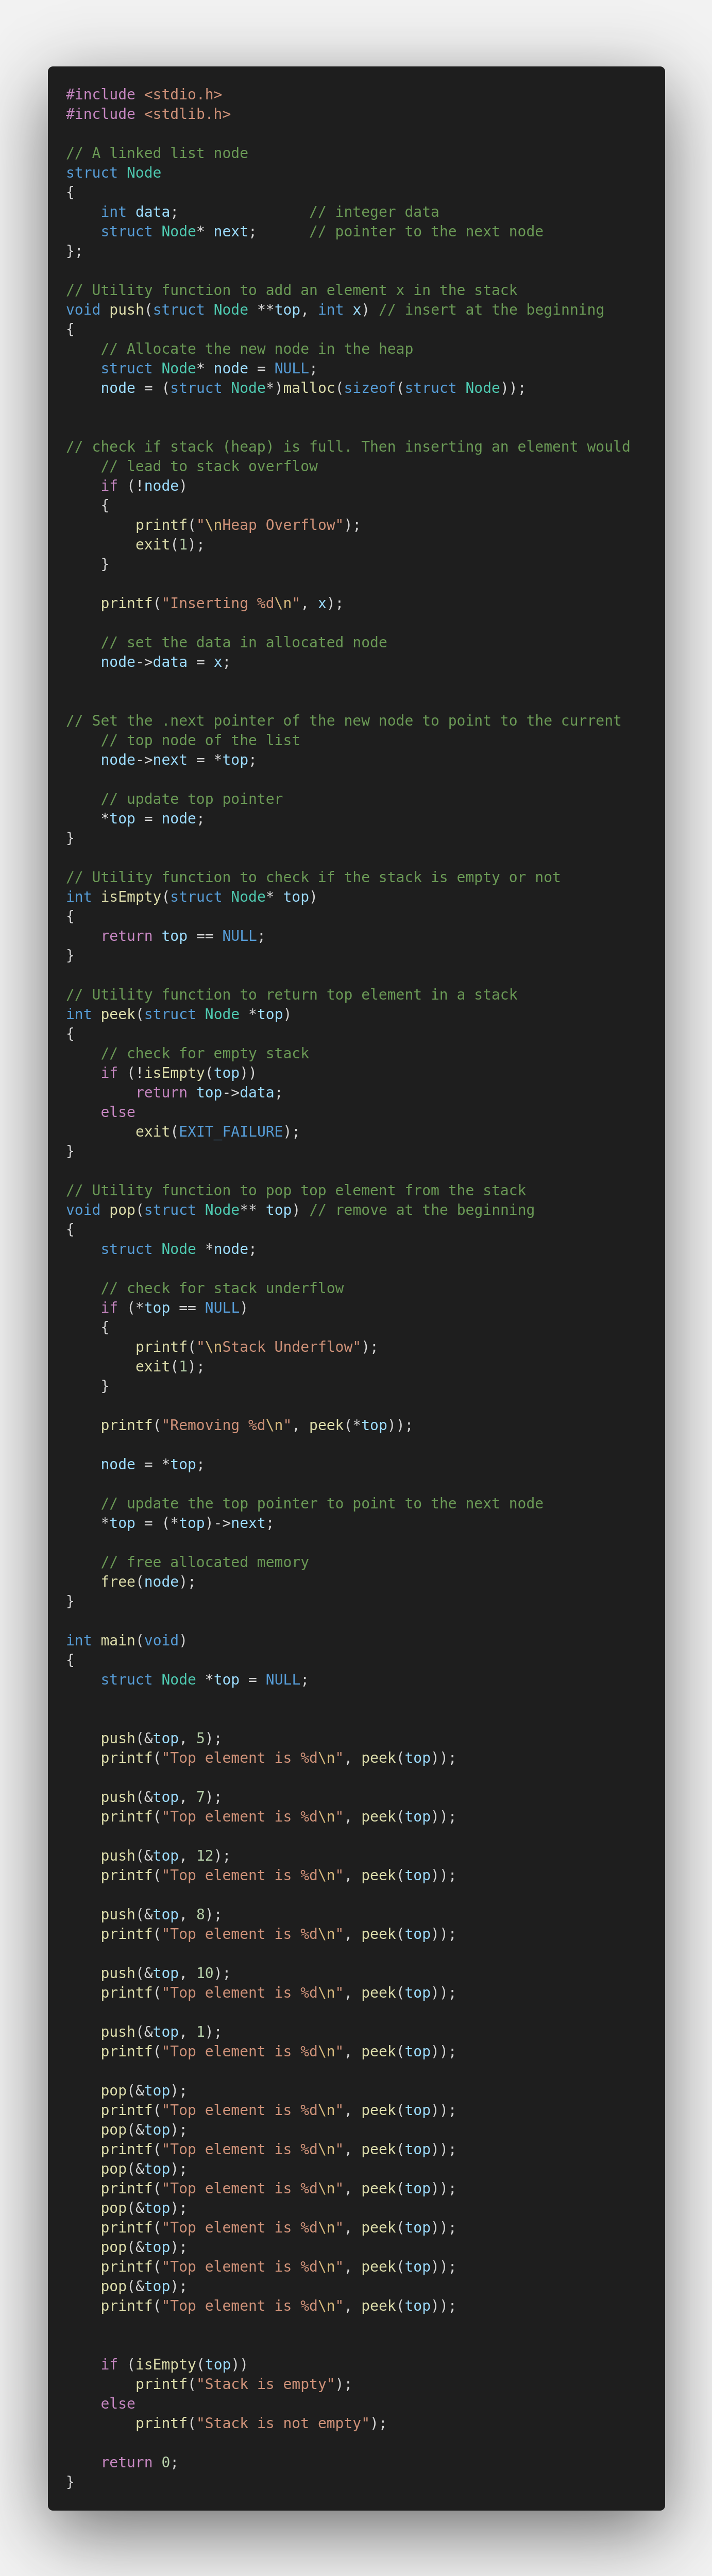 #include <stdio.h>
#include <stdlib.h>

// A linked list node
struct Node
{
    int data;               // integer data
    struct Node* next;      // pointer to the next node
};

// Utility function to add an element x in the stack
void push(struct Node **top, int x) // insert at the beginning
{
    // Allocate the new node in the heap
    struct Node* node = NULL;
    node = (struct Node*)malloc(sizeof(struct Node));


// check if stack (heap) is full. Then inserting an element would
    // lead to stack overflow
    if (!node)
    {
        printf("\nHeap Overflow");
        exit(1);
    }

    printf("Inserting %d\n", x);

    // set the data in allocated node
    node->data = x;


// Set the .next pointer of the new node to point to the current
    // top node of the list
    node->next = *top;

    // update top pointer
    *top = node;
}

// Utility function to check if the stack is empty or not
int isEmpty(struct Node* top)
{
    return top == NULL;
}

// Utility function to return top element in a stack
int peek(struct Node *top)
{
    // check for empty stack
    if (!isEmpty(top))
        return top->data;
    else
        exit(EXIT_FAILURE);
}

// Utility function to pop top element from the stack
void pop(struct Node** top) // remove at the beginning
{
    struct Node *node;

    // check for stack underflow
    if (*top == NULL)
    {
        printf("\nStack Underflow");
        exit(1);
    }

    printf("Removing %d\n", peek(*top));

    node = *top;

    // update the top pointer to point to the next node
    *top = (*top)->next;

    // free allocated memory
    free(node);
}

int main(void)
{
    struct Node *top = NULL;


    push(&top, 5);
    printf("Top element is %d\n", peek(top));

    push(&top, 7);
    printf("Top element is %d\n", peek(top));

    push(&top, 12);
    printf("Top element is %d\n", peek(top));

    push(&top, 8);
    printf("Top element is %d\n", peek(top));

    push(&top, 10);
    printf("Top element is %d\n", peek(top));

    push(&top, 1);
    printf("Top element is %d\n", peek(top));

    pop(&top);
    printf("Top element is %d\n", peek(top));
    pop(&top);
    printf("Top element is %d\n", peek(top));
    pop(&top);
    printf("Top element is %d\n", peek(top));
    pop(&top);
    printf("Top element is %d\n", peek(top));
    pop(&top);
    printf("Top element is %d\n", peek(top));
    pop(&top);
    printf("Top element is %d\n", peek(top));


    if (isEmpty(top))
        printf("Stack is empty");
    else
        printf("Stack is not empty");

    return 0;
}